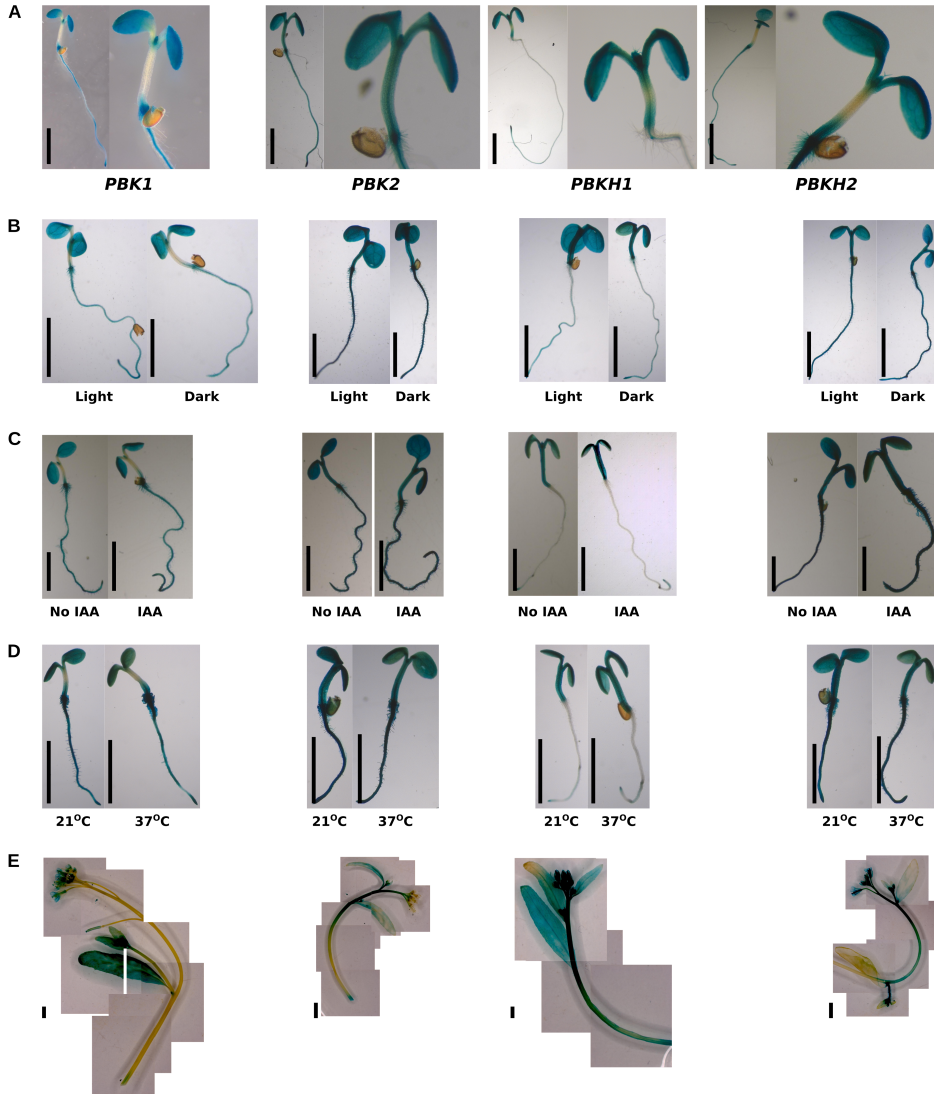 A
PBK1 PBK2 PBKH1 PBKH2
B
Light Dark Light Dark Light Dark Light Dark
C
No IAA IAA No IAA IAA No IAA IAA No IAA IAA
D
21°C 37°C 21°C 37°C 21°C 37°C 21°C 37°C
E